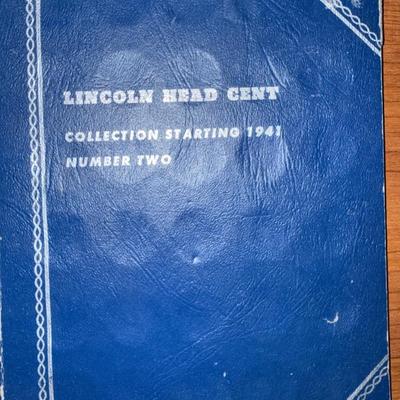 LINCOLN HEAD CENT
COLLECTION STARTING 1941
NUMBER TWO